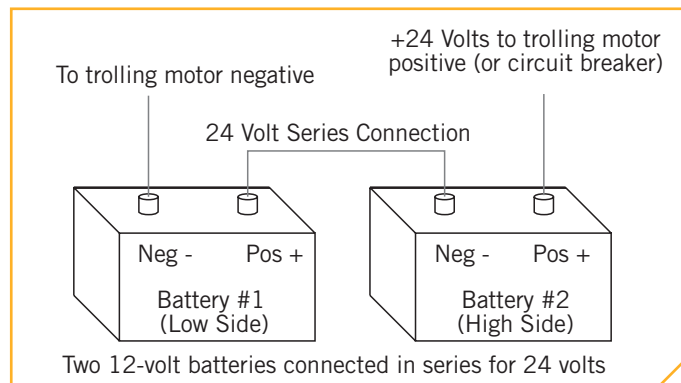 +24 Volts to trolling motor
positive (or circuit breaker)
To trolling motor negative
24 Volt Series Connection
Neg -
Pos +
Neg -
Pos +
Battery #1
(Low Side)
Battery #2
(High Side)
Two 12-volt batteries connected in series for 24 volts